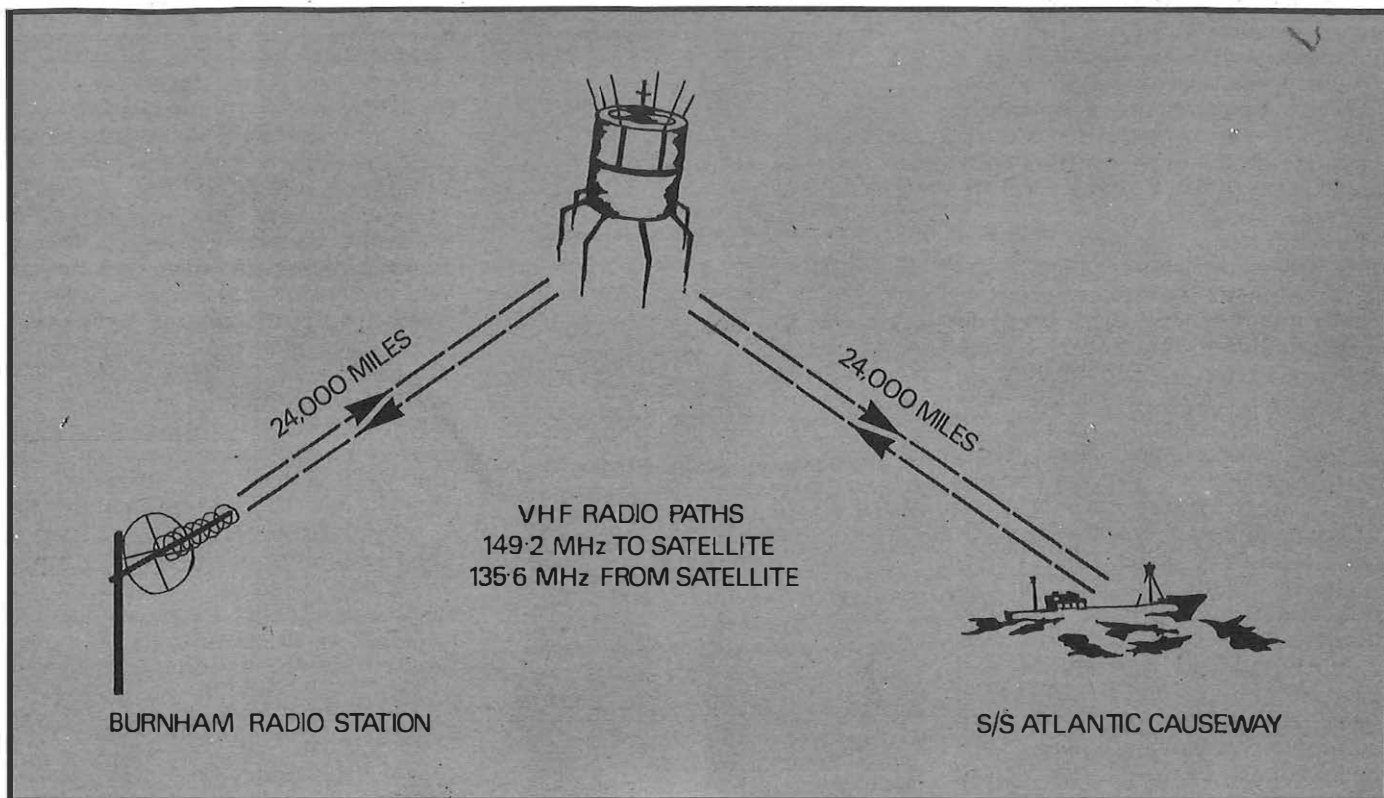 24,000 MILES
24,000 MILES
VHF RADIO PATHS
149·2 MHz TO SATELLITE
135·6 MHz FROM SATELLITE
BURNHAM RADIO STATION
S/S ATLANTIC CAUSEWAY